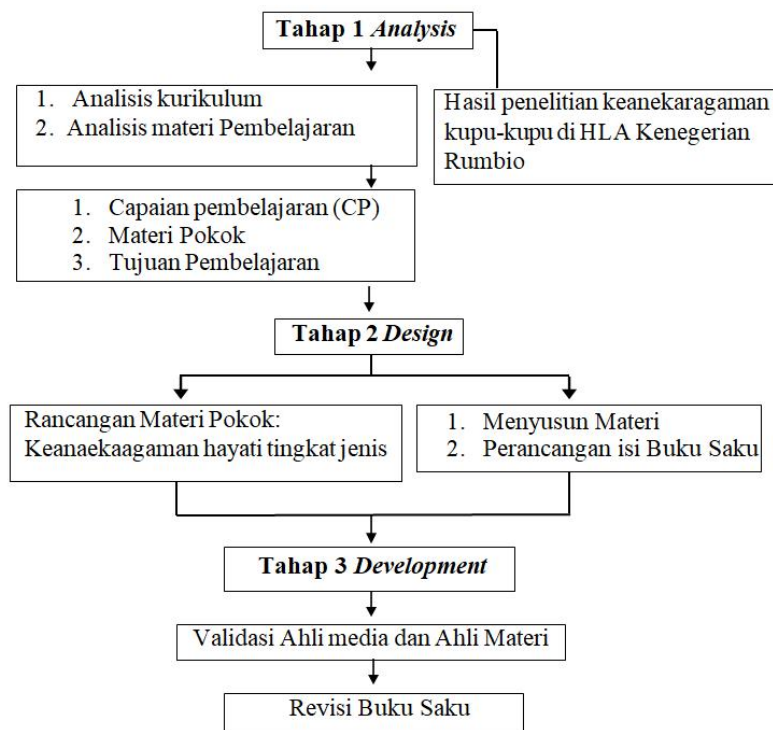 Tahap 1 Analysis
1. Analisis kurikulum
2. Analisis materi Pembelajaran
Hasil penelitian keanekaragaman
kupu-kupu di HLA Kenegerian
Rumbio
1. Capaian pembelajaran (CP)
2. Materi Pokok
3. Tujuan Pembelajaran
Tahap 2 Design
Rancangan Materi Pokok:
Keanaekaagaman hayati tingkat jenis
1. Menyusun Materi
2. Perancangan isi Buku Saku
Tahap 3 Development
Validasi Ahli media dan Ahli Materi
Revisi Buku Saku